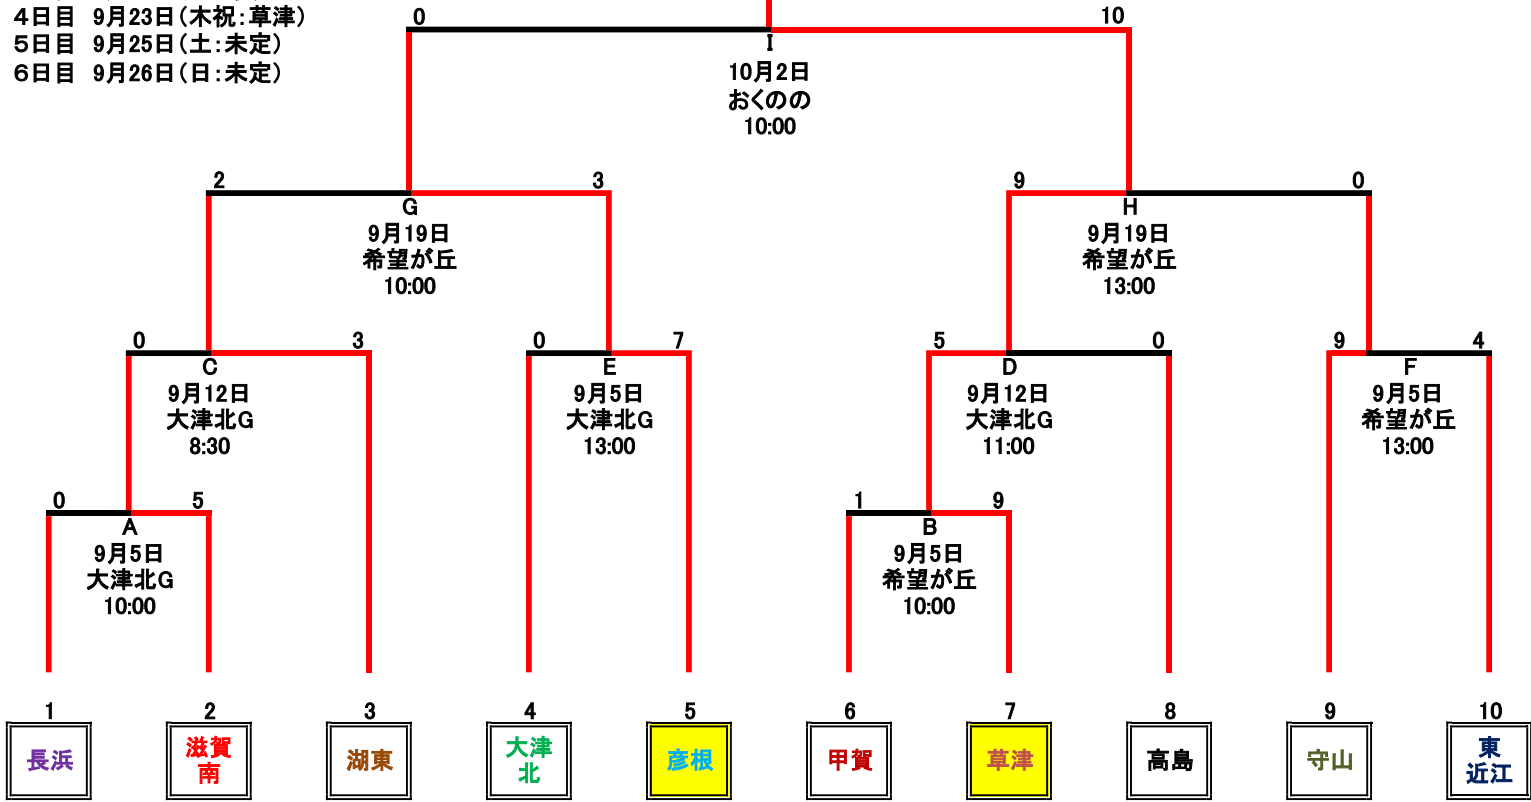 4日目 9月23日(木祝:草津)
5日目 9月25日(土:未定)
6日目 9月26日(日:未定)
0 10
I
10月2日
おくのの
10:00
2 3
G
9月19日
希望が丘
10:00
9 0
H
9月19日
希望が丘
13:00
0 3
C
9月12日
大津北G
8:30
0 7
E
9月5日
大津北G
13:00
5 0
D
9月12日
大津北G
11:00
9 4
F
9月5日
希望が丘
13:00
0 5
A
9月5日
大津北G
10:00
1 9
B
9月5日
希望が丘
10:00
1 2 3 4 5 6 7 8 9 10
長浜
滋賀
南
湖東
大津
北
彦根
甲賀
草津
高島
守山
東
近江